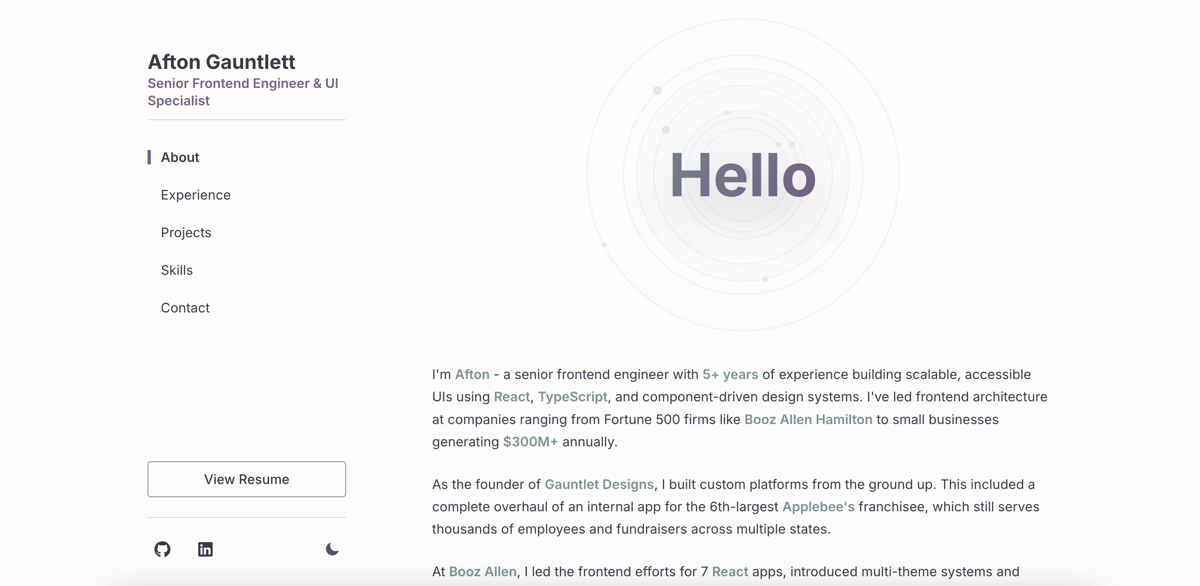 Afton Gauntlett
Senior Frontend Engineer & UI
Specialist
About
Experience
Projects
Skills
Contact
View Resume
Hello
I'm Afton - a senior frontend engineer with 5+ years of experience building scalable, accessible
UIs using React, TypeScript, and component-driven design systems. I've led frontend architecture
at companies ranging from Fortune 500 firms like Booz Allen Hamilton to small businesses
generating $300M+ annually.
As the founder of Gauntlet Designs, I built custom platforms from the ground up. This included a
complete overhaul of an internal app for the 6th-largest Applebee's franchisee, which still serves
thousands of employees and fundraisers across multiple states.
At Booz Allen, I led the frontend efforts for 7 React apps, introduced multi-theme systems and